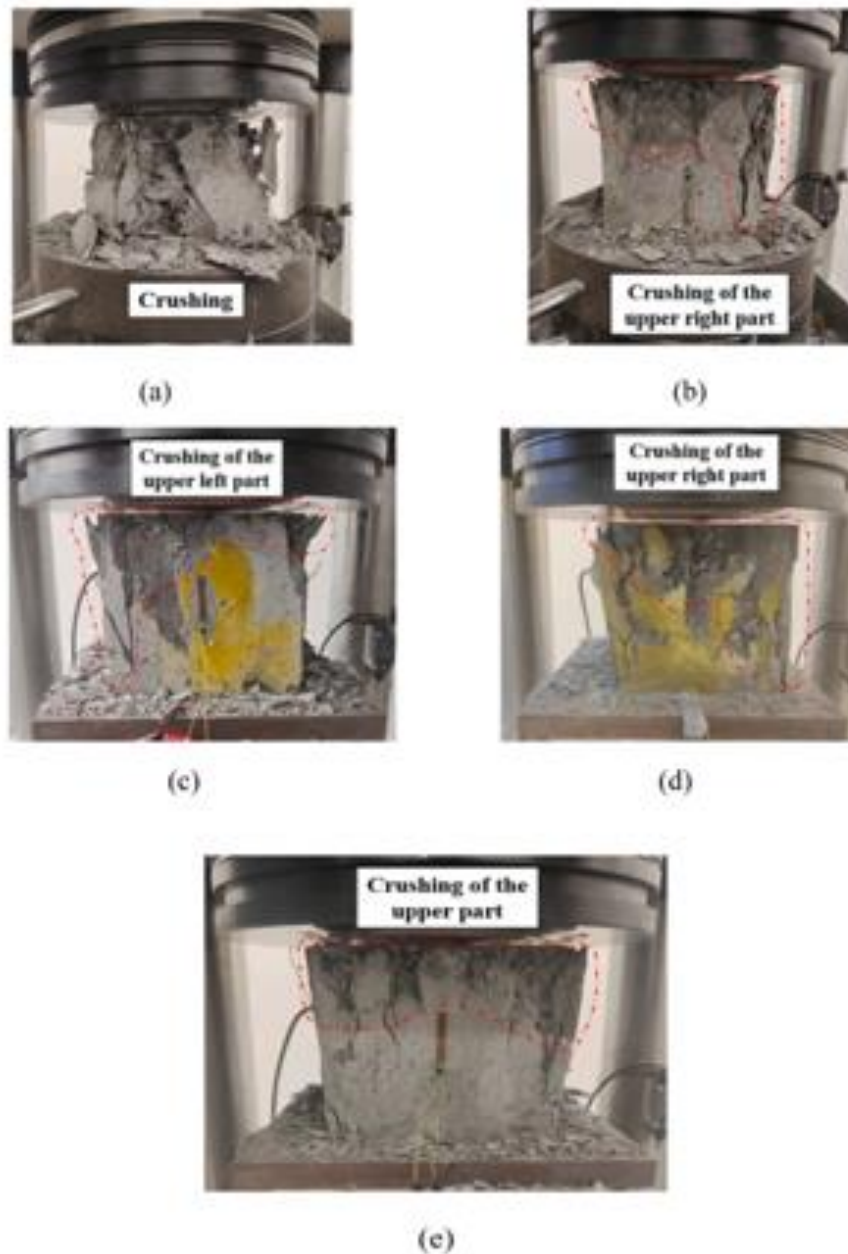 Crushing
Crushing of the
upper right part
(a)
(b)
Crushing of the
upper left part
Crushing of the
upper right part
(c)
(d)
Crushing of the
upper part
(e)